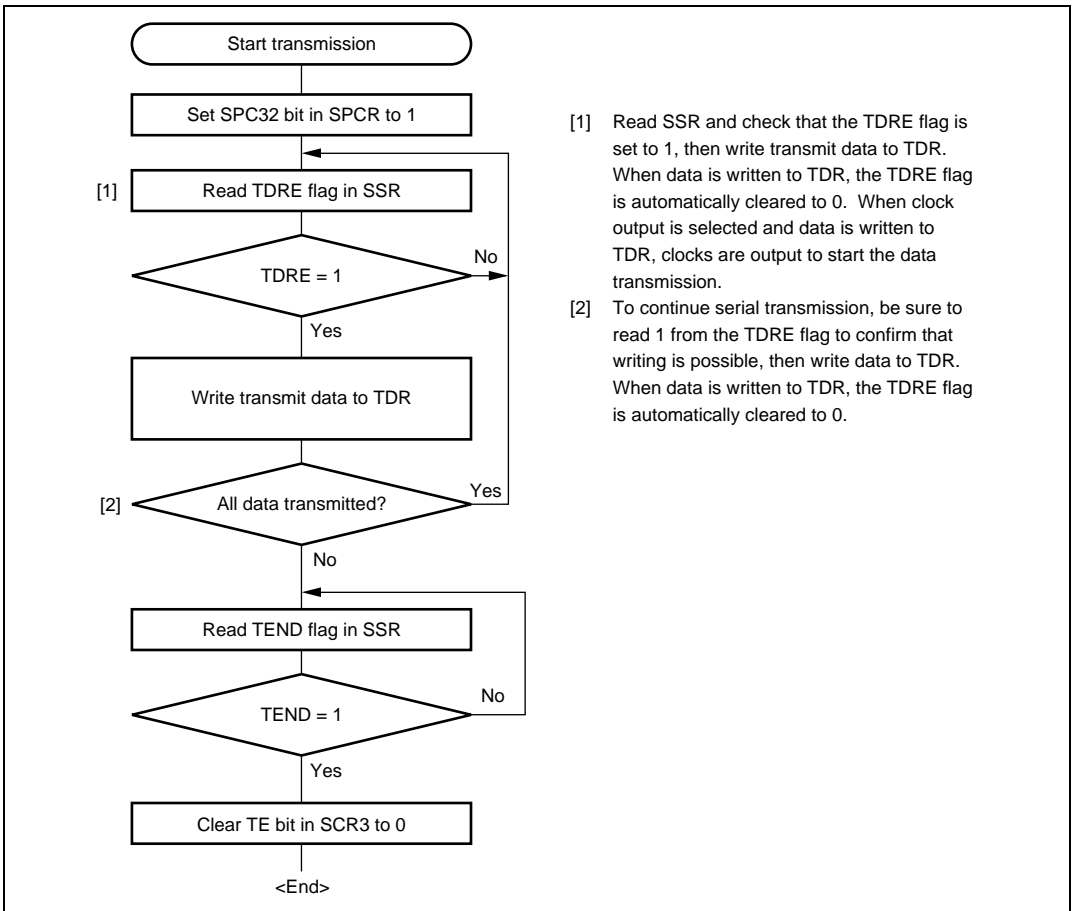 Start transmission
Set SPC32 bit in SPCR to 1
[1]
Read TDRE flag in SSR
TDRE = 1
No
Yes
Write transmit data to TDR
[2]
All data transmitted?
Yes
No
Read TEND flag in SSR
TEND = 1
No
Yes
Clear TE bit in SCR3 to 0
<End>
[1] Read SSR and check that the TDRE flag is
set to 1, then write transmit data to TDR.
When data is written to TDR, the TDRE flag
is automatically cleared to 0. When clock
output is selected and data is written to
TDR, clocks are output to start the data
transmission.
[2] To continue serial transmission, be sure to
read 1 from the TDRE flag to confirm that
writing is possible, then write data to TDR.
When data is written to TDR, the TDRE flag
is automatically cleared to 0.